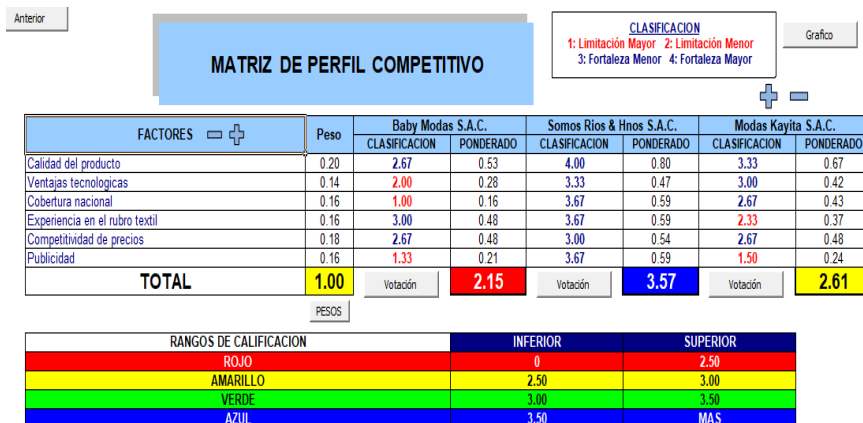 Anterior
MATRIZ DE PERFIL COMPETITIVO
CLASIFICACION
1: Limitación Mayor 2: Limitación Menor
3: Fortaleza Menor 4: Fortaleza Mayor
Grafico
FACTORES Peso Baby Modas S.A.C. Somos Rios & Hnos S.A.C. Modas Kayita S.A.C.
CLASIFICACION PONDERADO CLASIFICACION PONDERADO CLASIFICACION PONDERADO
Calidad del producto 0.20 2.67 0.53 4.00 0.80 3.33 0.67
Ventajas tecnologicas 0.14 2.00 0.28 3.33 0.47 3.00 0.42
Cobertura nacional 0.16 1.00 0.16 3.67 0.59 2.67 0.43
Experiencia en el rubro textil 0.16 3.00 0.48 3.67 0.59 2.33 0.37
Competitividad de precios 0.18 2.67 0.48 3.00 0.54 2.67 0.48
Publicidad 0.16 1.33 0.21 3.67 0.59 1.50 0.24
TOTAL 1.00 Votación 2.15 Votación 3.57 Votación 2.61
PESOS
RANGOS DE CALIFICACION INFERIOR SUPERIOR
ROJO 0 2.50
AMARILLO 2.50 3.00
VERDE 3.00 3.50
AZUL 3.50 MAS